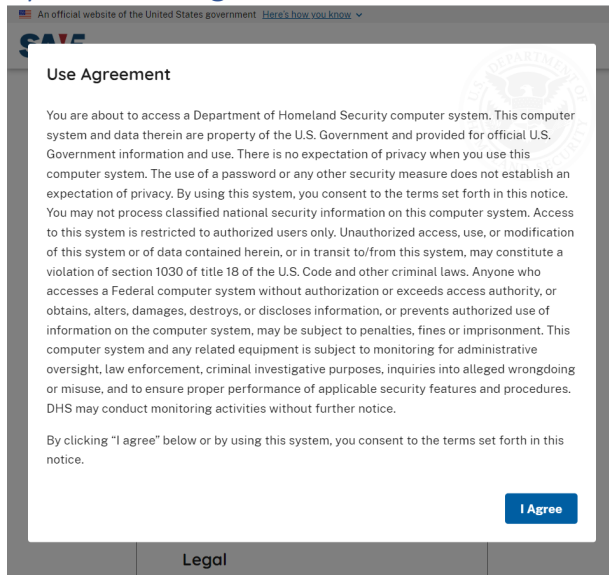 An official website of the United States government Here's how you know
SAVE
Use Agreement
You are about to access a Department of Homeland Security computer system. This computer
system and data therein are property of the U.S. Government and provided for official U.S.
Government information and use. There is no expectation of privacy when you use this
computer system. The use of a password or any other security measure does not establish an
expectation of privacy. By using this system, you consent to the terms set forth in this notice.
You may not process classified national security information on this computer system. Access
to this system is restricted to authorized users only. Unauthorized access, use, or modification
of this system or of data contained herein, or in transit to/from this system, may constitute a
violation of section 1030 of title 18 of the U.S. Code and other criminal laws. Anyone who
accesses a Federal computer system without authorization or exceeds access authority, or
obtains, alters, damages, destroys, or discloses information, or prevents authorized use of
information on the computer system, may be subject to penalties, fines or imprisonment. This
computer system and any related equipment is subject to monitoring for administrative
oversight, law enforcement, criminal investigative purposes, inquiries into alleged wrongdoing
or misuse, and to ensure proper performance of applicable security features and procedures.
DHS may conduct monitoring activities without further notice.
By clicking “I agree” below or by using this system, you consent to the terms set forth in this
notice.
I Agree
Legal